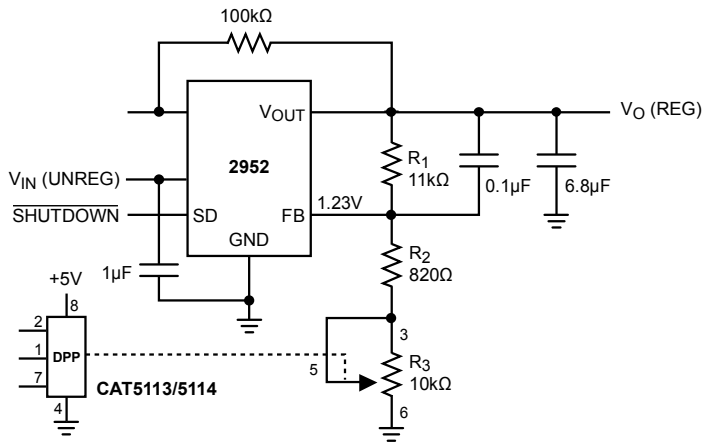 100kΩ
VOUT
VO (REG)
2952
R1
11kΩ
0.1µF
6.8µF
VIN (UNREG)
1.23V
SHUTDOWN
SD
FB
GND
R2
820Ω
1µF
+5V
8
2
3
1
DPP
5
R3
10kΩ
7
CAT5113/5114
4
6